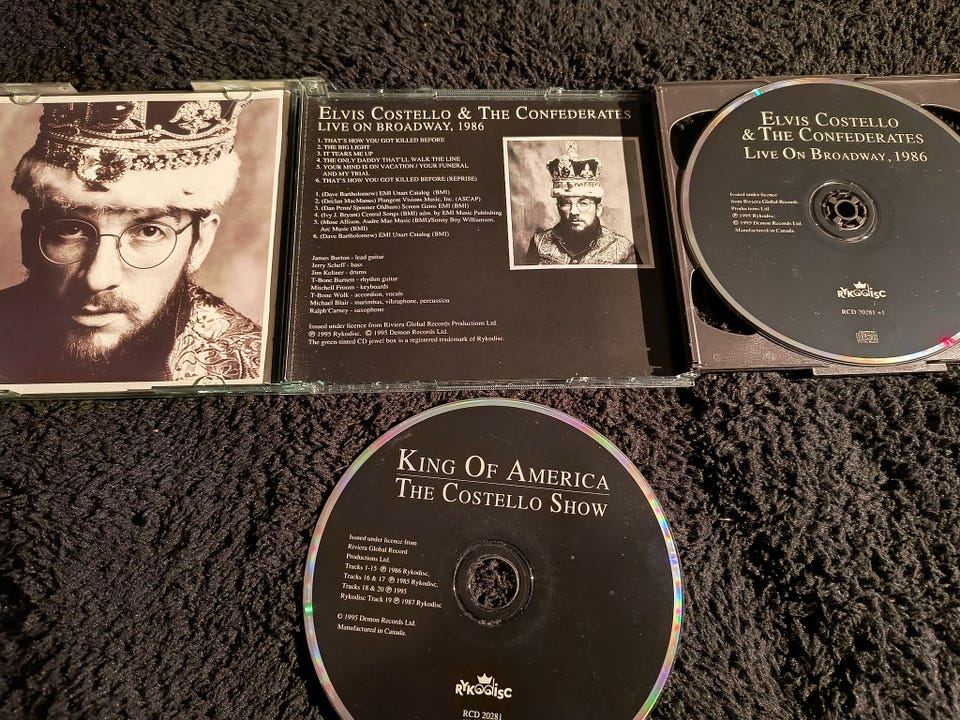 ELVIS COSTELLO & THE CONFEDERATES
LIVE ON BROADWAY, 1986
1. THAT'S HOW YOU GOT KILLED BEFORE
2. THE BIG LIGHT
3. IT TEARS ME UP
4. THE ONLY DADDY THAT'LL WALK THE LINE
5. YOUR MIND IS ON VACATION / YOUR FUNERAL
AND MY TRIAL
6. THAT'S HOW YOU GOT KILLED BEFORE (REPRISE)
1. (Dave Bartholomew) EMI Unart Catalog (BMI)
2. (Declan MacManus) Plangent Visions Music, Inc. (ASCAP)
3. (Dan Penn/ Spooner Oldham) Screen Gems EMI (BMI)
4. (Ivy J. Bryant) Central Songs (BMI) adm. by EMI Music Publishing
5. (Mose Allison. Audre Mae Music (BMI)/Sonny Boy Williamson.
Arc Music (BMI)
6. (Dave Bartholomew) EMI Unart Catalog (BMI)
James Burton - lead guitar
Jerry Scheff - bass
Jim Keltner - drums
T-Bone Burnett - rhythm guitar
Mitchell Froom - keyboards
T-Bone Wolk - accordion, vocals
Michael Blair - marimbas, vibraphone, percussion
Ralph Carney - saxophone
Issued under licence from Riviera Global Records Productions Ltd.
℗ 1995 Rykodisc. © 1995 Demon Records Ltd.
The green-tinted CD jewel box is a registered trademark of Rykodisc.
ELVIS COSTELLO
& THE CONFEDERATES
LIVE ON BROADWAY, 1986
Issued under licence
from Riviera Global Records
Productions Ltd.
℗ 1995 Rykodisc.
© 1995 Demon Records Ltd.
Manufactured in Canada.
RYKODISC
RCD 20281 +1
KING OF AMERICA
THE COSTELLO SHOW
Issued under licence from
Riviera Global Record
Productions Ltd.
Tracks 1-15 ℗ 1986 Rykodisc,
Tracks 16 & 17 ℗ 1985 Rykodisc,
Tracks 18 & 20 ℗ 1995
Rykodisc Track 19 ℗ 1987 Rykodisc
© 1995 Demon Records Ltd.
Manufactured in Canada.
RYKODISC
RCD 20281